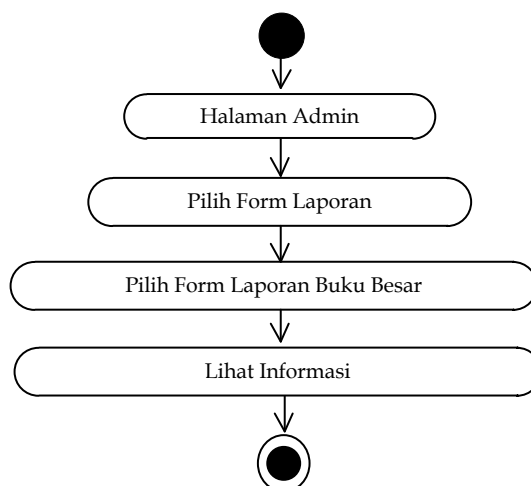 Halaman Admin
Pilih Form Laporan
Pilih Form Laporan Buku Besar
Lihat Informasi